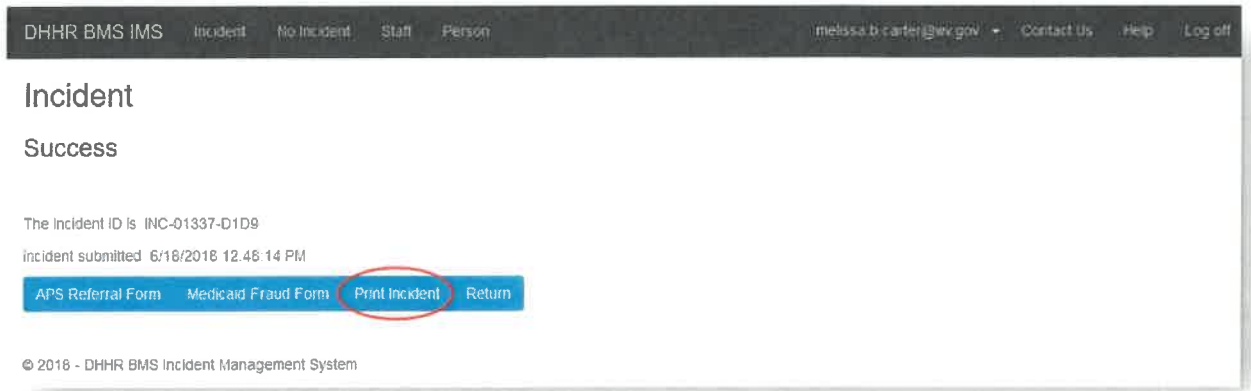 DHHR BMS IMS Incident No Incident Staff Person melissa.b.carter@wv.gov Contact Us Help Log off
Incident
Success
The Incident ID is INC-01337-D1D9
incident submitted 6/18/2018 12:48:14 PM
APS Referral Form Medicaid Fraud Form Print Incident Return
© 2018 - DHHR BMS Incident Management System